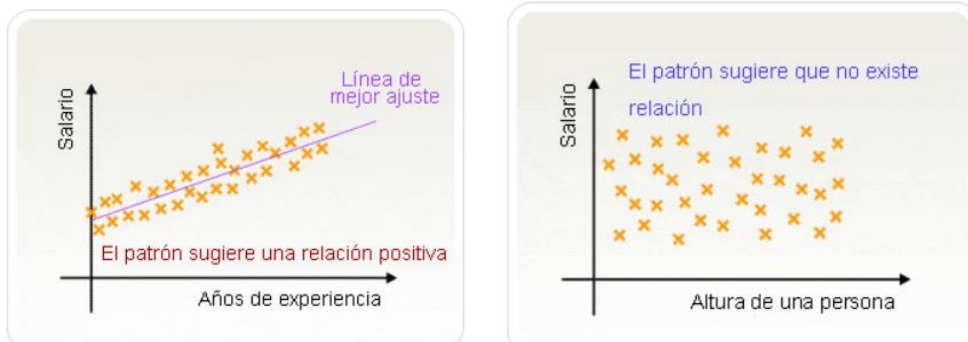 Salario
Línea de
mejor ajuste
El patrón sugiere una relación positiva
Años de experiencia
Salario
El patrón sugiere que no existe
relación
Altura de una persona